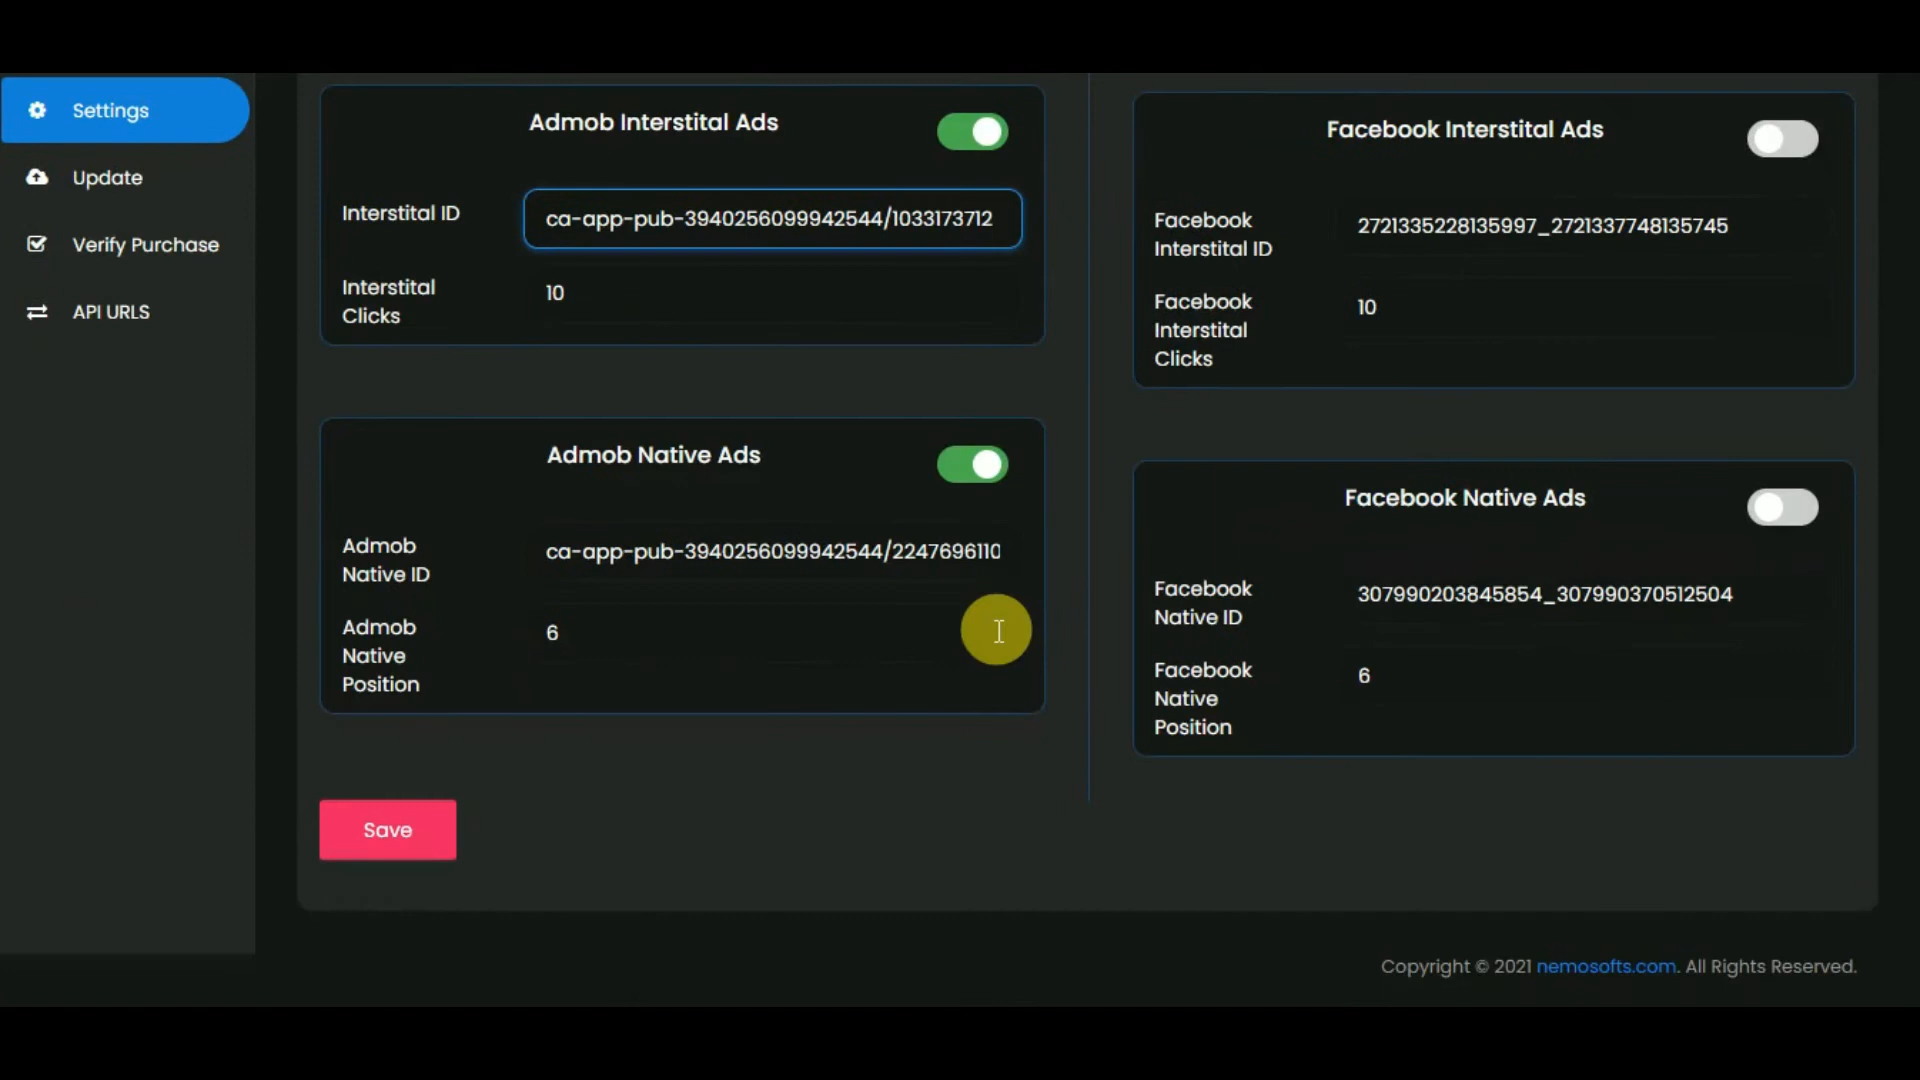 Settings
Update
Verify Purchase
API URLS
Admob Interstital Ads
Interstital ID
ca-app-pub-3940256099942544/1033173712
Interstital
Clicks
10
Admob Native Ads
Admob
Native ID
ca-app-pub-3940256099942544/2247696110
Admob
Native
Position
6
Save
Facebook Interstital Ads
Facebook
Interstital ID
2721335228135997_2721337748135745
Facebook
Interstital
Clicks
10
Facebook Native Ads
Facebook
Native ID
307990203845854_307990370512504
Facebook
Native
Position
6
Copyright © 2021 nemosofts.com. All Rights Reserved.